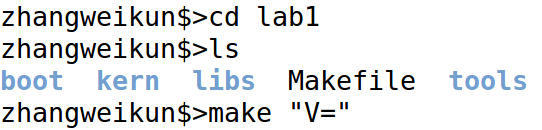 zhangweikun$>cd lab1
zhangweikun$>ls
boot  kern  libs  Makefile  tools
zhangweikun$>make "V="